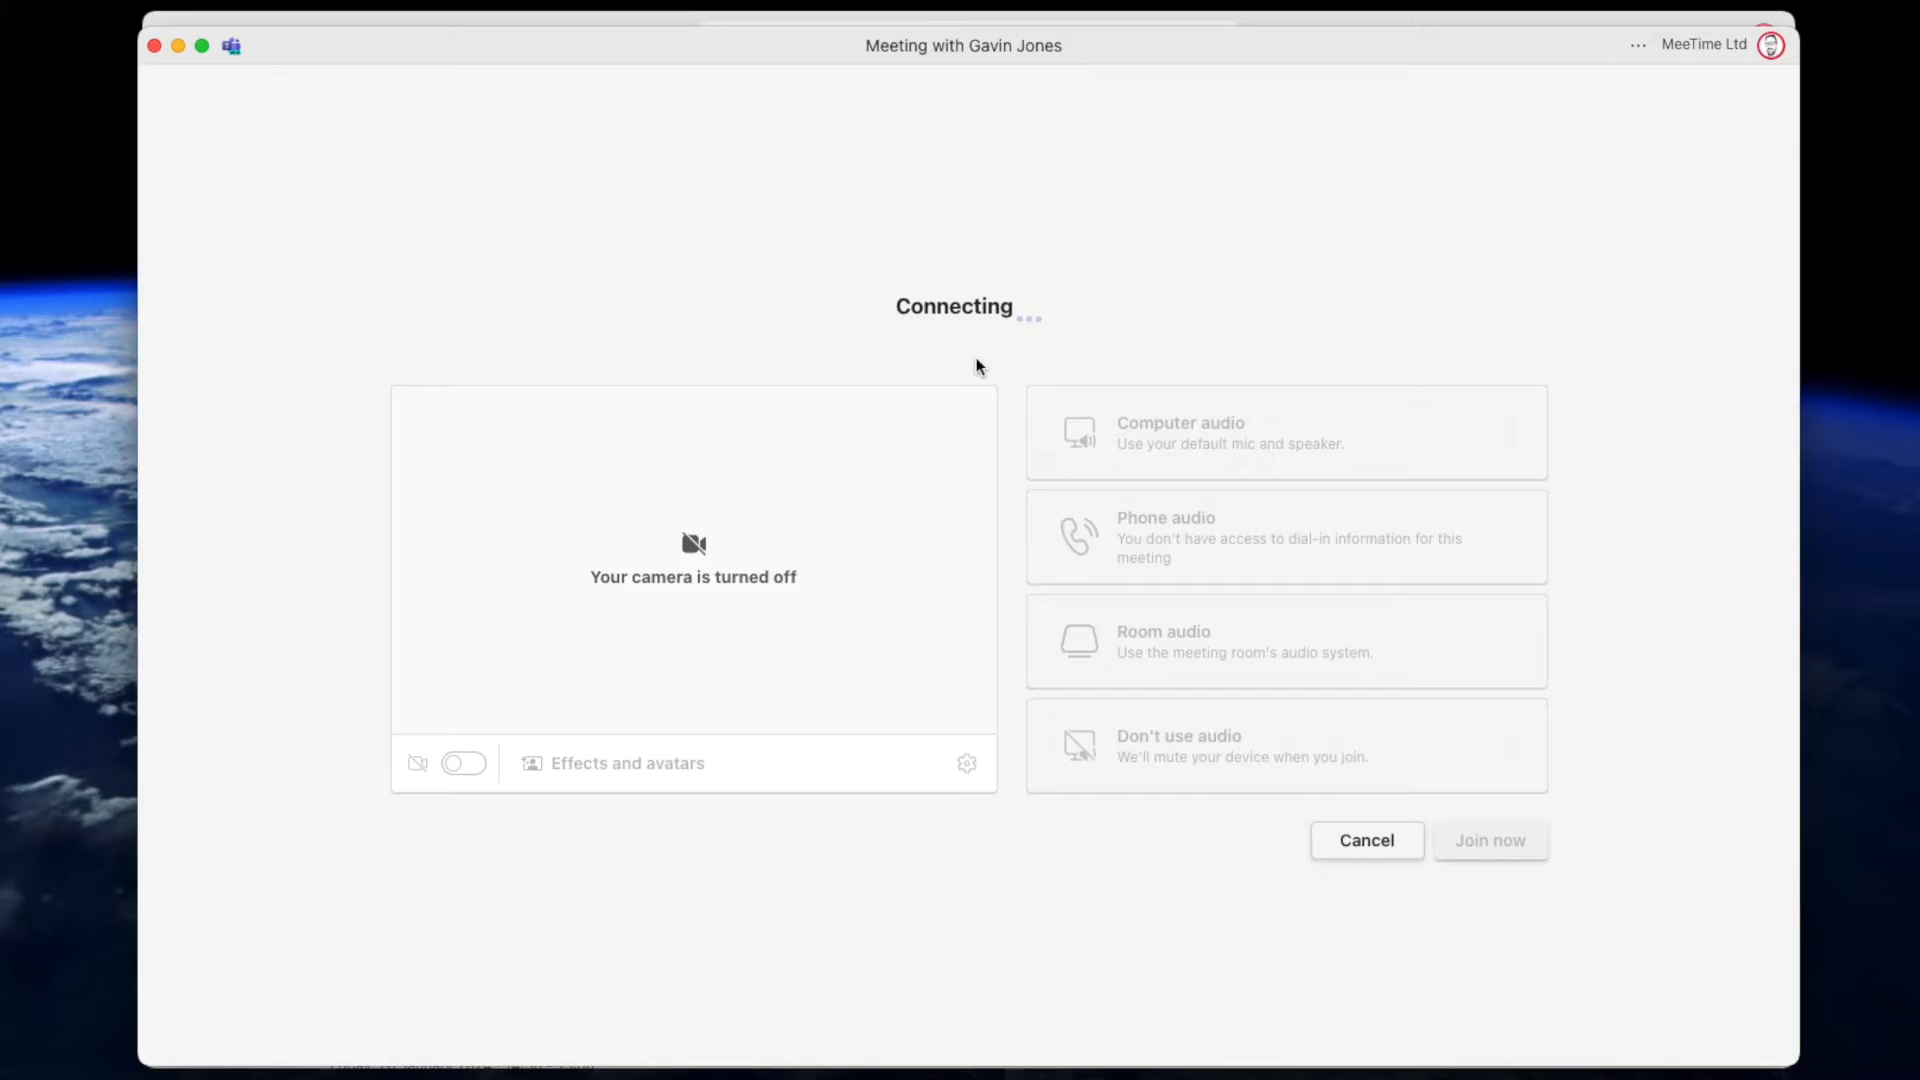 Meeting with Gavin Jones
... MeeTime Ltd
Connecting...
Your camera is turned off
Effects and avatars
Computer audio
Use your default mic and speaker.
Phone audio
You don't have access to dial-in information for this
meeting
Room audio
Use the meeting room's audio system.
Don't use audio
We'll mute your device when you join.
Cancel
Join now